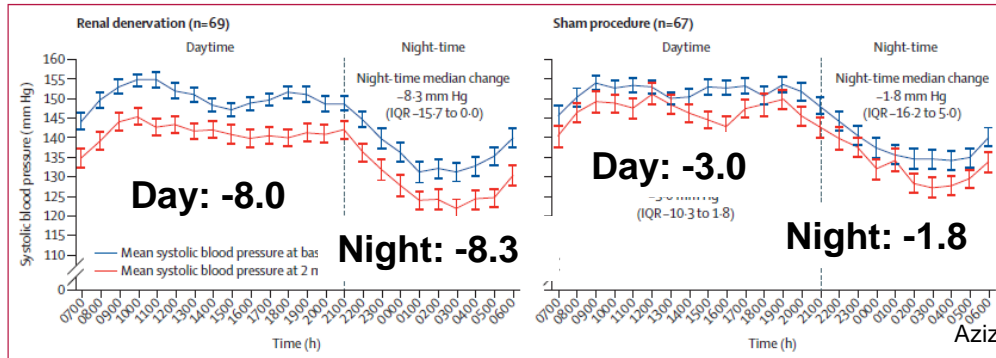 Renal denervation (n=69)
Daytime
Night-time
Night-time median change
–8·3 mm Hg
(IQR –15·7 to 0·0)
Systolic blood pressure (mm Hg)
160
155
150
145
140
135
130
125
120
115
110
0
Day: -8.0
Night: -8.3
Mean systolic blood pressure at bas
Mean systolic blood pressure at 2 m
0700
0800
0900
1000
1100
1200
1300
1400
1500
1600
1700
1800
1900
2000
2100
2200
2300
0000
0100
0200
0300
0400
0500
0600
Time (h)
Sham procedure (n=67)
Daytime
Night-time
Night-time median change
–1·8 mm Hg
(IQR –16·2 to 5·0)
Day: -3.0
(IQR –10·3 to 1·8)
Night: -1.8
0700
0800
0900
1000
1100
1200
1300
1400
1500
1600
1700
1800
1900
2000
2100
2200
2300
0000
0100
0200
0300
0400
0500
0600
Time (h)
Aziz